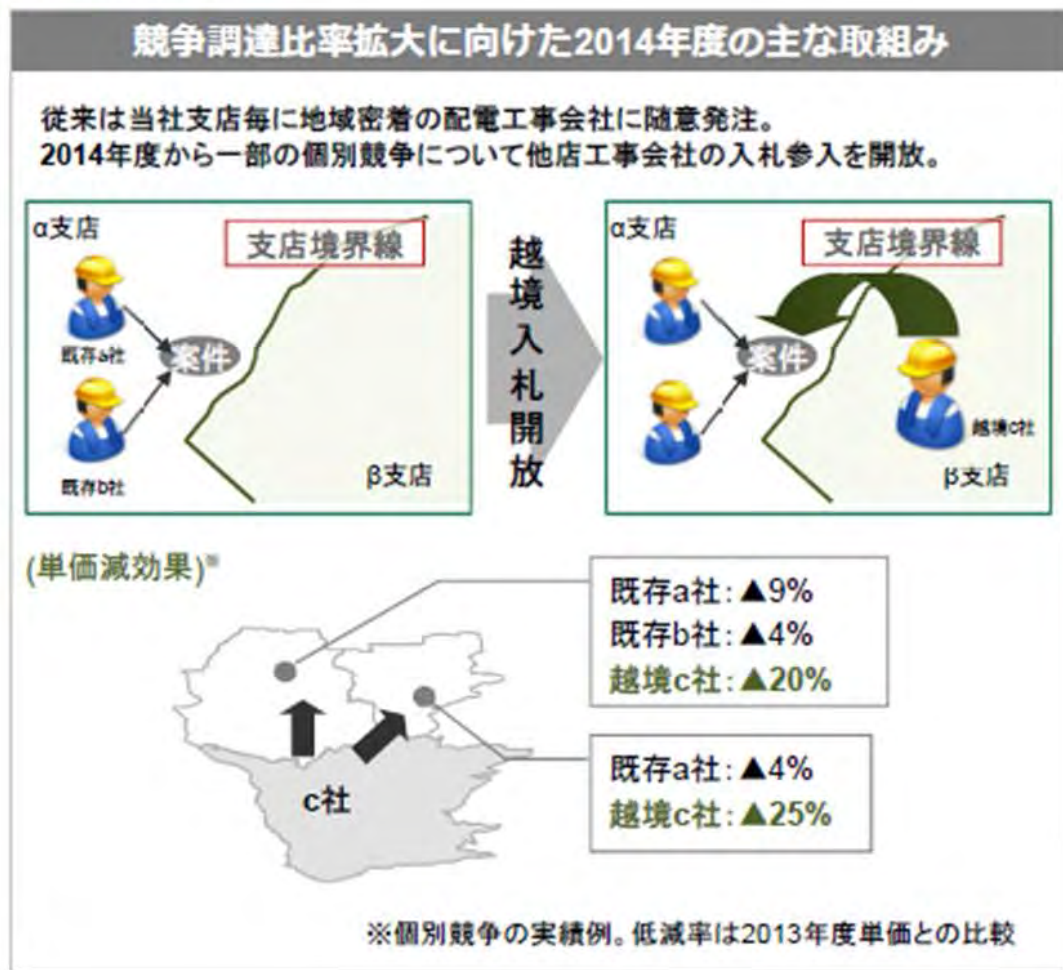 競争調達比率拡大に向けた2014年度の主な取組み
従来は当社支店毎に地域密着の配電工事会社に随意発注。
2014年度から一部の個別競争について他店工事会社の入札参入を開放。
α支店
支店境界線
既存a社
案件
既存b社
β支店
越境入札開放
α支店
支店境界線
案件
越境c社
β支店
(単価減効果)※
既存a社:▲9%
既存b社:▲4%
越境c社:▲20%
既存a社:▲4%
越境c社:▲25%
c社
※個別競争の実績例。低減率は2013年度単価との比較